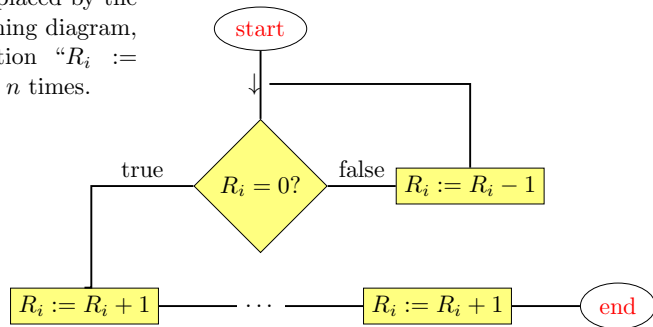 placed by the
ning diagram,
tion “R_i :=
n times.
start
↓
true
R_i = 0?
false
R_i := R_i − 1
R_i := R_i + 1
···
R_i := R_i + 1
end